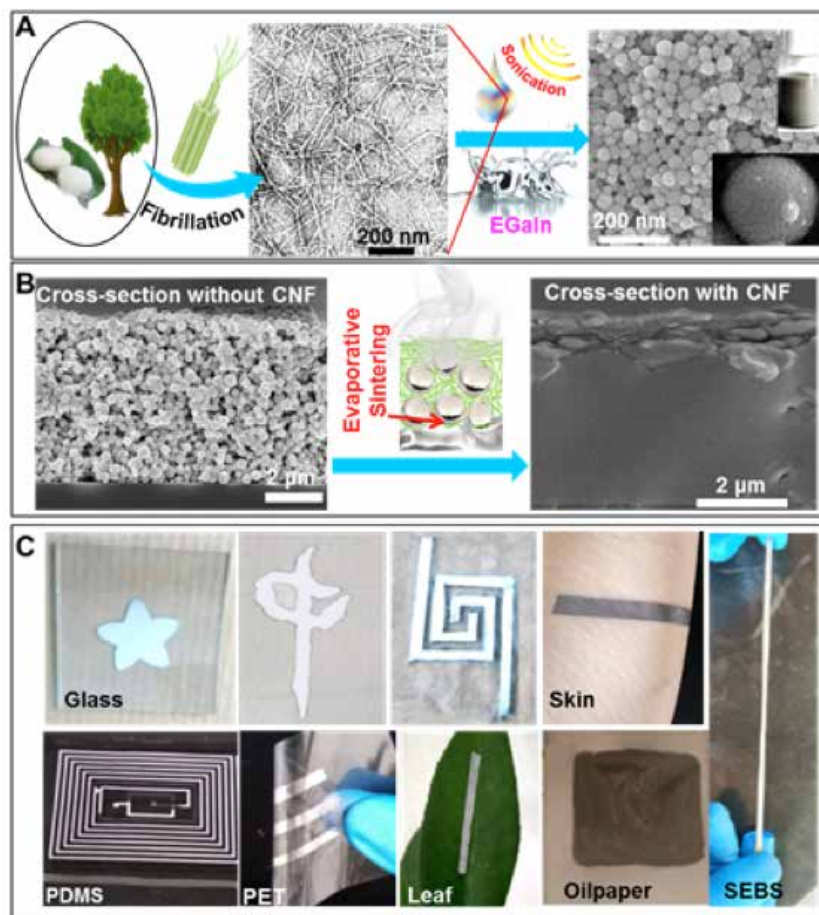 A
Fibrillation
200 nm
Sonication
EGaIn
200 nm
B
Cross-section without CNF
2 μm
Evaporative
Sintering
Cross-section with CNF
2 μm
C
Glass
Skin
PDMS
PET
Leaf
Oilpaper
SEBS